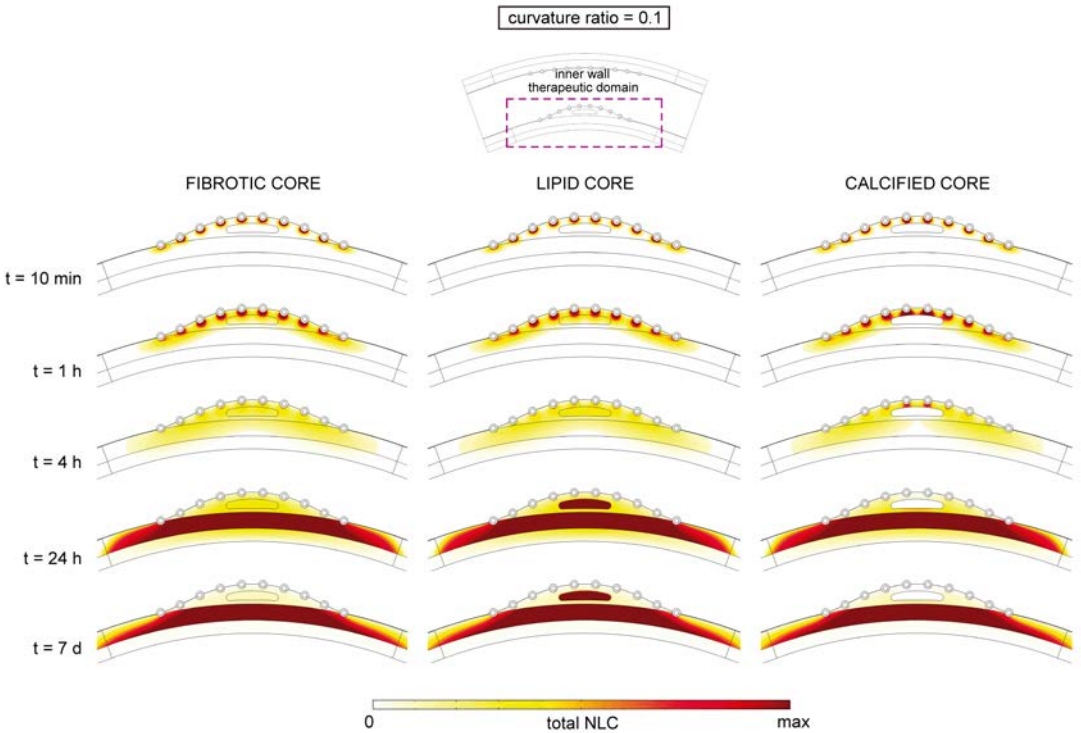 curvature ratio = 0.1
inner wall
therapeutic domain
FIBROTIC CORE LIPID CORE CALCIFIED CORE
t = 10 min
t = 1 h
t = 4 h
t = 24 h
t = 7 d
0 total NLC max